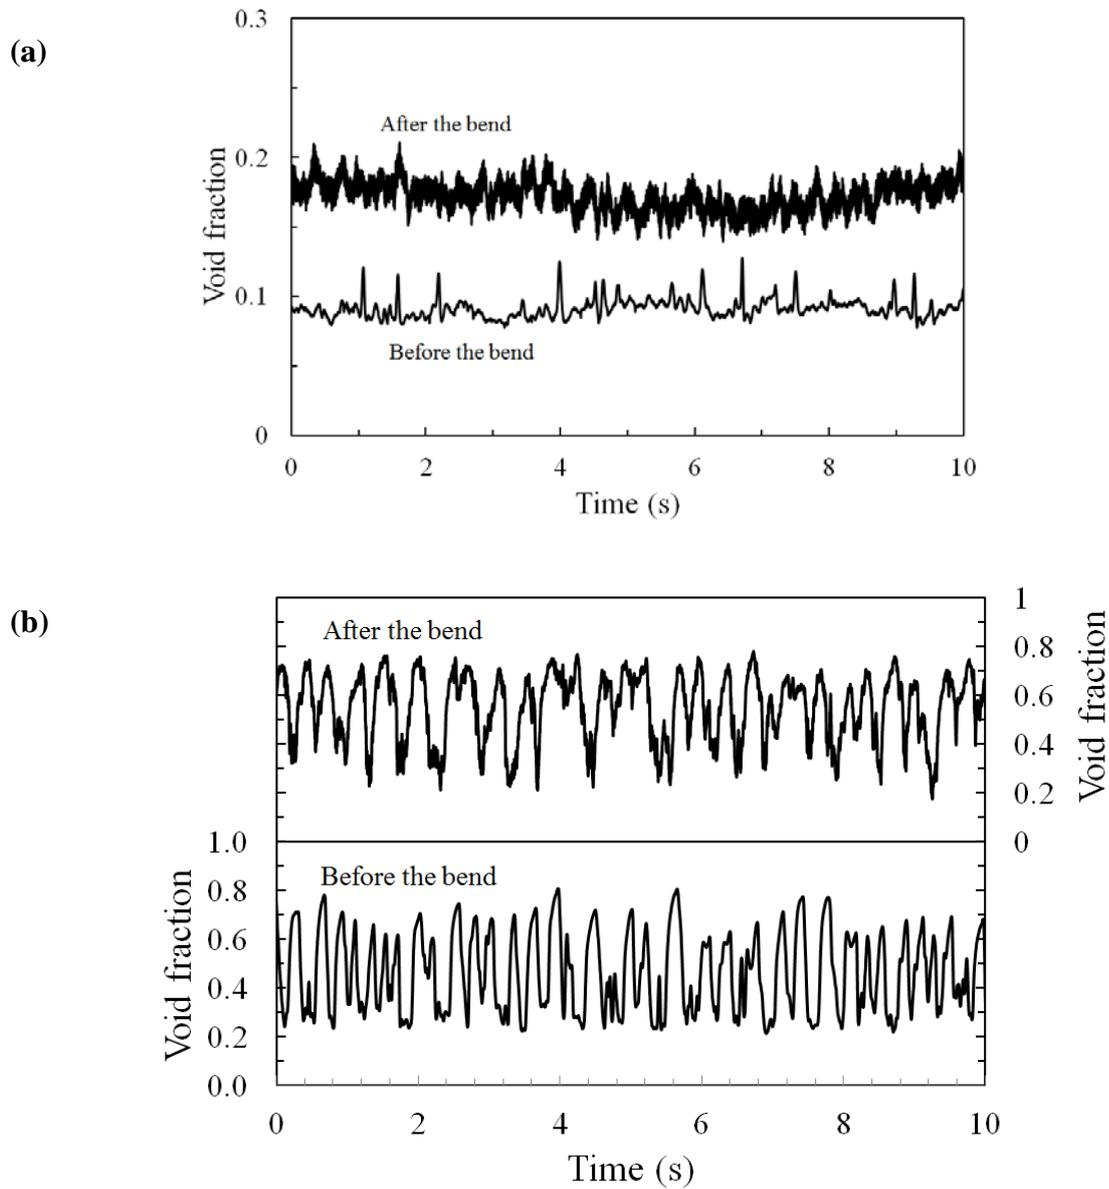 (a)
0.3
After the bend
0.2
Void fraction
0.1
Before the bend
0
0 2 4 6 8 10
Time (s)
(b)
1
After the bend
0.8
0.6
Void fraction
0.4
0.2
1.0 0
Before the bend
0.8
Void fraction
0.6
0.4
0.2
0.0
0 2 4 6 8 10
Time (s)